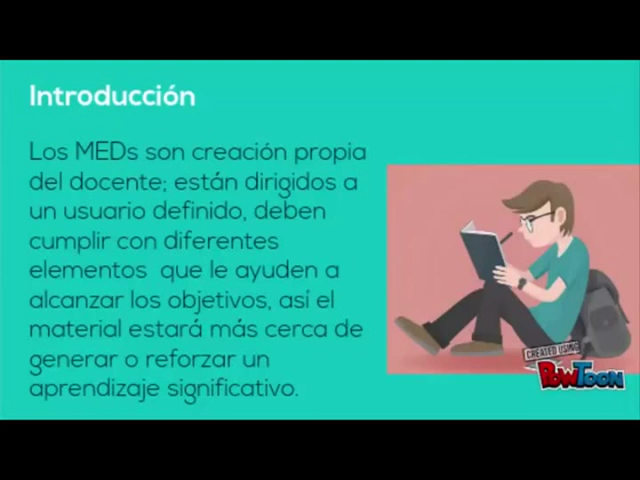 Introducción
Los MEDs son creación propia
del docente; están dirigidos a
un usuario definido, deben
cumplir con diferentes
elementos que le ayuden a
alcanzar los objetivos, así el
material estará más cerca de
generar o reforzar un
aprendizaje significativo.
CREATED USING
POWTOON